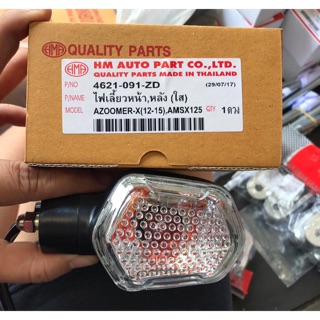 HMA QUALITY PARTS
HMA HM AUTO PART CO.,LTD.
QUALITY PARTS MADE IN THAILAND
P/NO 4621-091-ZD (29/07/17)
P/NAME ไฟเลี้ยวหน้า,หลัง (ใส)
MODEL AZOOMER-X(12-15),AMSX125 QTY 1ดวง